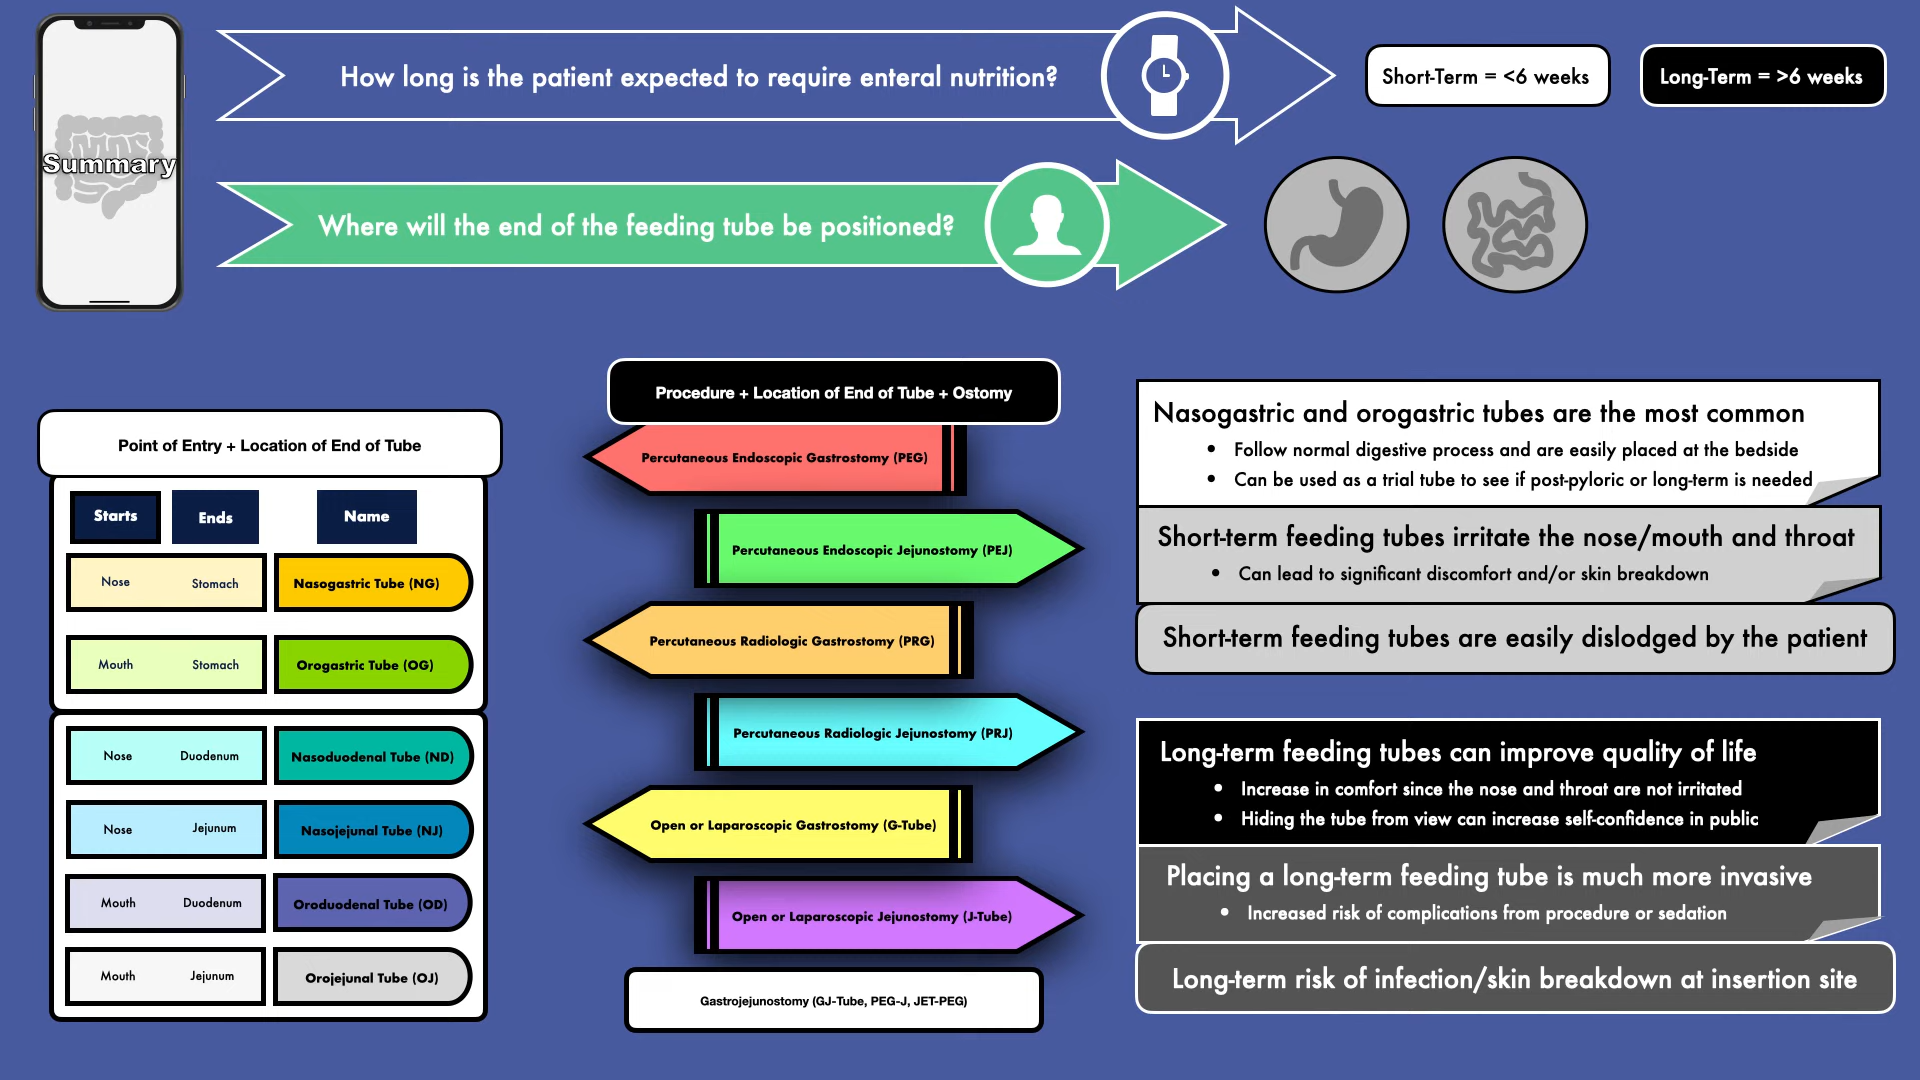 Summary
How long is the patient expected to require enteral nutrition?
Short-Term = <6 weeks
Long-Term = >6 weeks
Where will the end of the feeding tube be positioned?
Point of Entry + Location of End of Tube
Starts Ends Name
Nose Stomach Nasogastric Tube (NG)
Mouth Stomach Orogastric Tube (OG)
Nose Duodenum Nasoduodenal Tube (ND)
Nose Jejunum Nasojejunal Tube (NJ)
Mouth Duodenum Oroduodenal Tube (OD)
Mouth Jejunum Orojejunal Tube (OJ)
Procedure + Location of End of Tube + Ostomy
Percutaneous Endoscopic Gastrostomy (PEG)
Percutaneous Endoscopic Jejunostomy (PEJ)
Percutaneous Radiologic Gastrostomy (PRG)
Percutaneous Radiologic Jejunostomy (PRJ)
Open or Laparoscopic Gastrostomy (G-Tube)
Open or Laparoscopic Jejunostomy (J-Tube)
Gastrojejunostomy (GJ-Tube, PEG-J, JET-PEG)
Nasogastric and orogastric tubes are the most common
• Follow normal digestive process and are easily placed at the bedside
• Can be used as a trial tube to see if post-pyloric or long-term is needed
Short-term feeding tubes irritate the nose/mouth and throat
• Can lead to significant discomfort and/or skin breakdown
Short-term feeding tubes are easily dislodged by the patient
Long-term feeding tubes can improve quality of life
• Increase in comfort since the nose and throat are not irritated
• Hiding the tube from view can increase self-confidence in public
Placing a long-term feeding tube is much more invasive
• Increased risk of complications from procedure or sedation
Long-term risk of infection/skin breakdown at insertion site